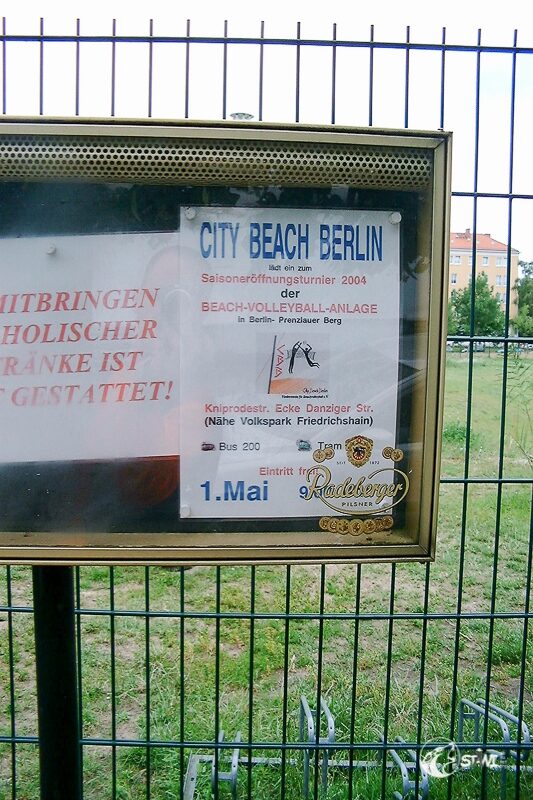 MITBRINGEN
HOLISCHER
RÄNKE IST
T GESTATTET!
CITY BEACH BERLIN
lädt ein zum
Saisoneröffnungsturnier 2004
der
BEACH-VOLLEYBALL-ANLAGE
in Berlin- Prenzlauer Berg
Kniprodestr. Ecke Danziger Str.
(Nähe Volkspark Friedrichshain)
Bus 200 Tram
Eintritt frei
1.Mai 9
Radeberger
PILSNER